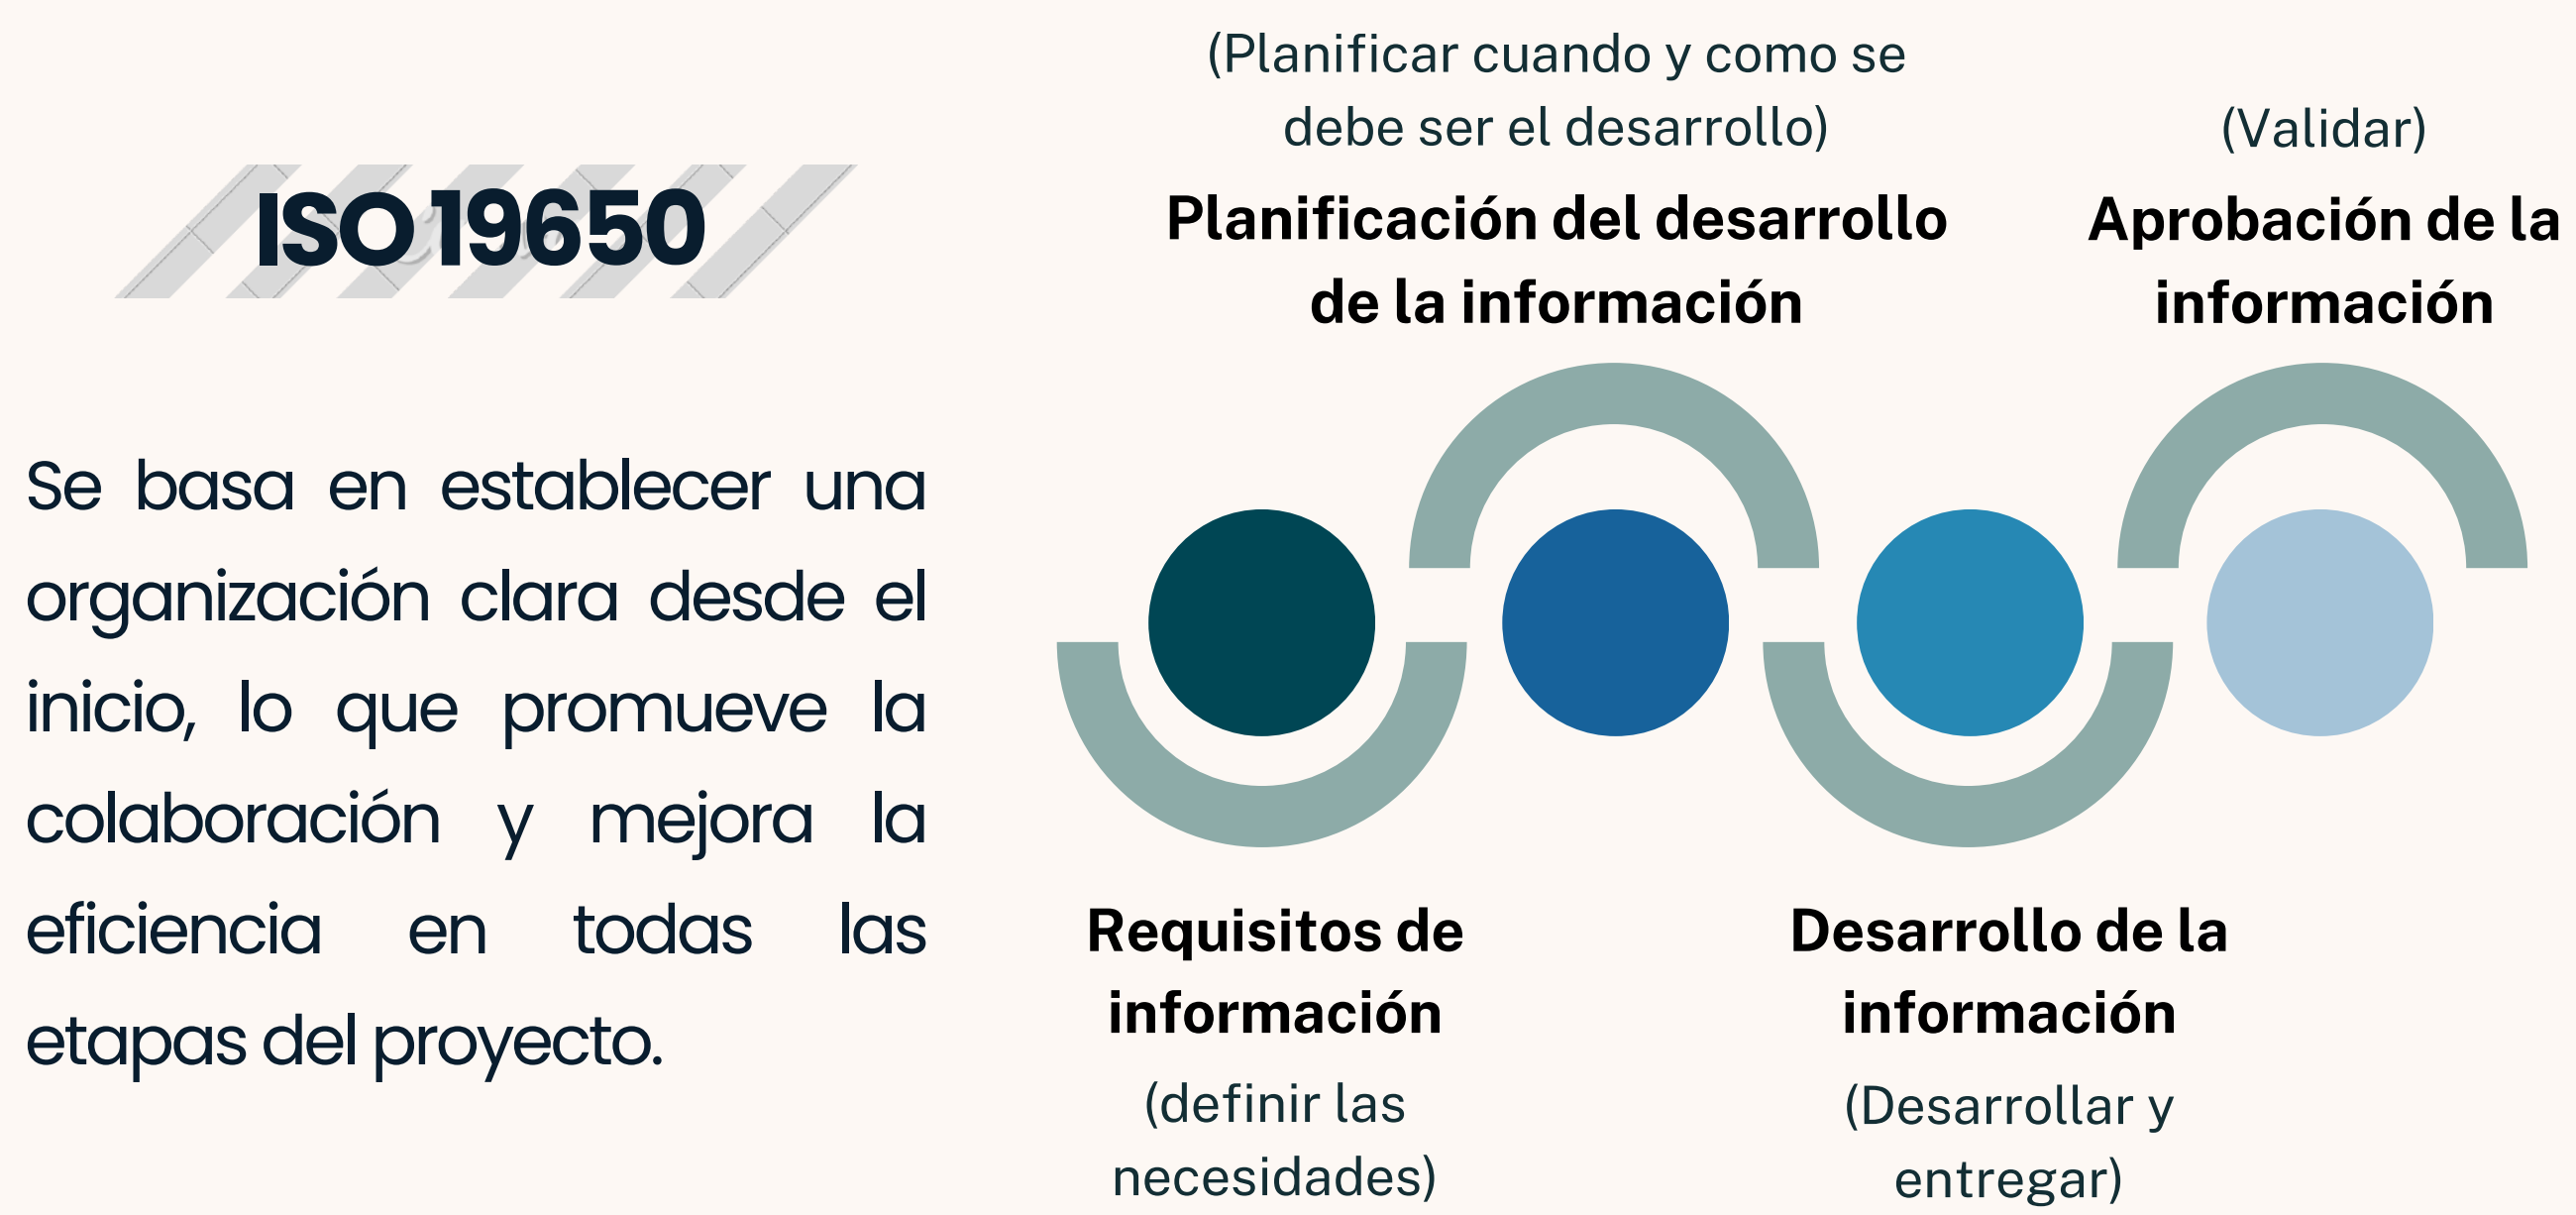 ISO 19650
Se basa en establecer una
organización clara desde el
inicio, lo que promueve la
colaboración y mejora la
eficiencia en todas las
etapas del proyecto.
(Planificar cuando y como se
debe ser el desarrollo)
Planificación del desarrollo
de la información
(Validar)
Aprobación de la
información
Requisitos de
información
(definir las
necesidades)
Desarrollo de la
información
(Desarrollar y
entregar)